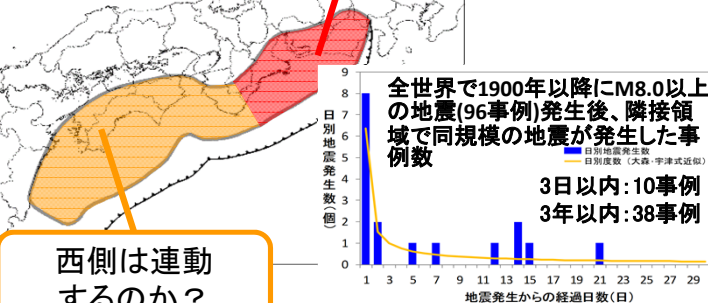 全世界で1900年以降にM8.0以上
の地震(96事例)発生後、隣接領
域で同規模の地震が発生した事
例数
日別地震発生数
日別度数（大森-宇津式近似）
3日以内：10事例
3年以内：38事例
日別地震発生数（個）
9
8
7
6
5
4
3
2
1
0
1 3 5 7 9 11 13 15 17 19 21 23 25 27 29
地震発生からの経過日数(日)
西側は連動
するのか？